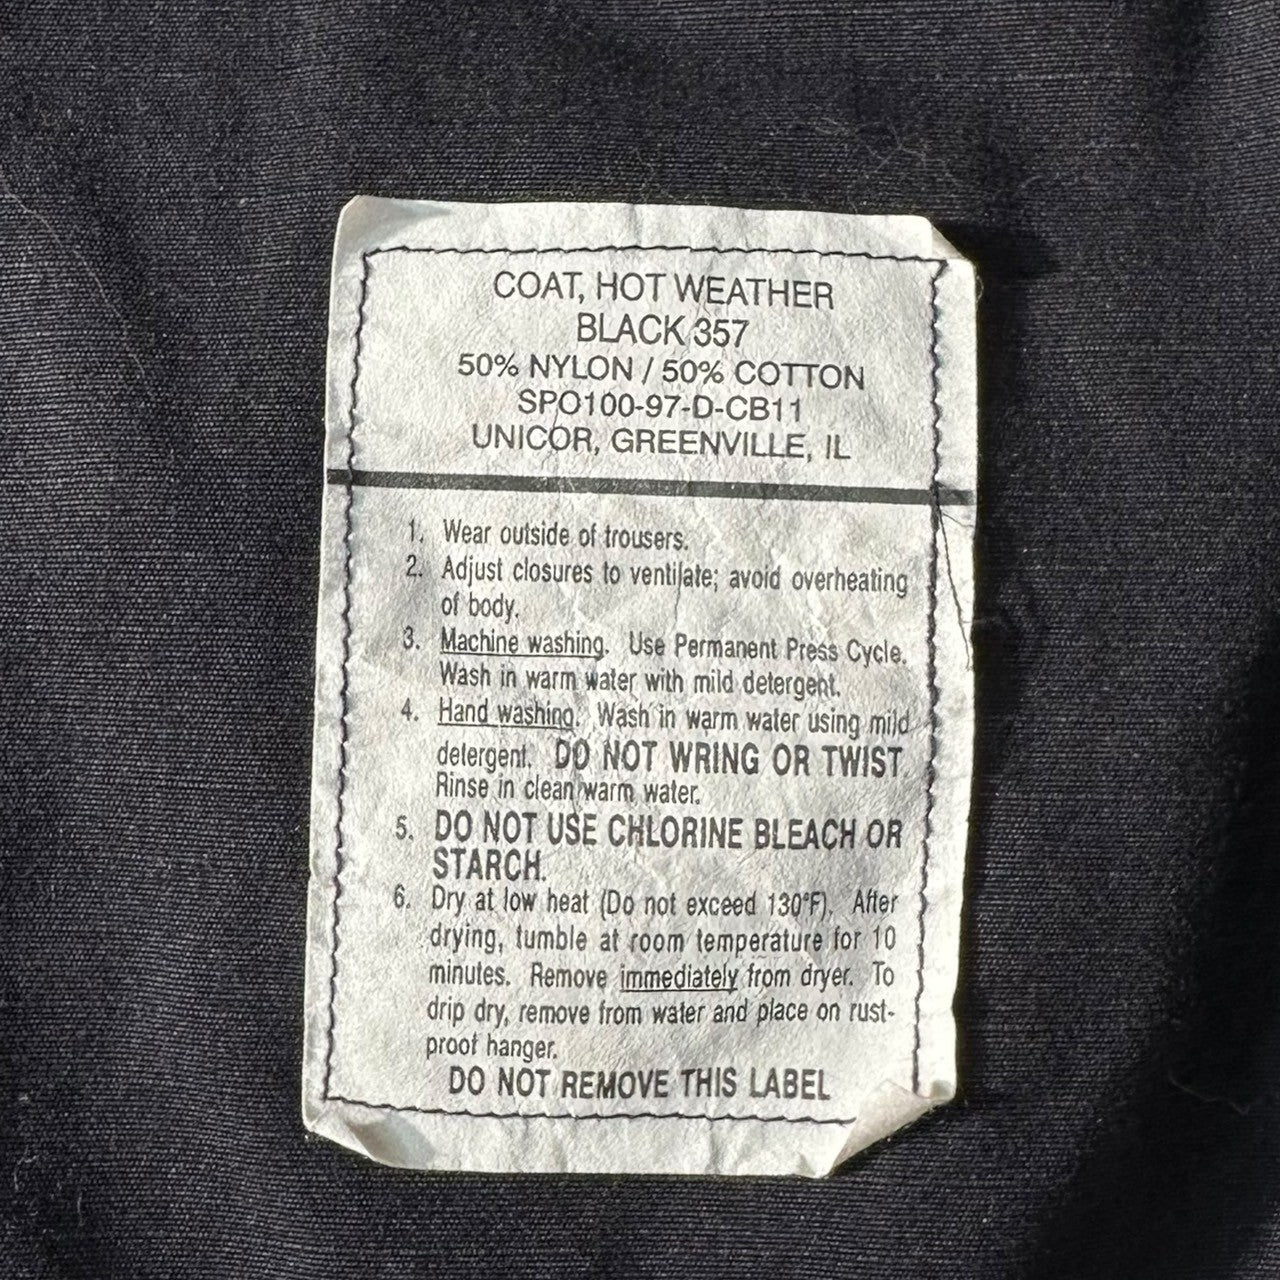 COAT, HOT WEATHER
BLACK 357
50% NYLON / 50% COTTON
SPO100-97-D-CB11
UNICOR, GREENVILLE, IL
1. Wear outside of trousers.
2. Adjust closures to ventilate; avoid overheating
of body.
3. Machine washing. Use Permanent Press Cycle.
Wash in warm water with mild detergent.
4. Hand washing. Wash in warm water using mild
detergent. DO NOT WRING OR TWIST.
Rinse in clean warm water.
5. DO NOT USE CHLORINE BLEACH OR
STARCH.
6. Dry at low heat (Do not exceed 130°F). After
drying, tumble at room temperature for 10
minutes. Remove immediately from dryer. To
drip dry, remove from water and place on rust-
proof hanger.
DO NOT REMOVE THIS LABEL